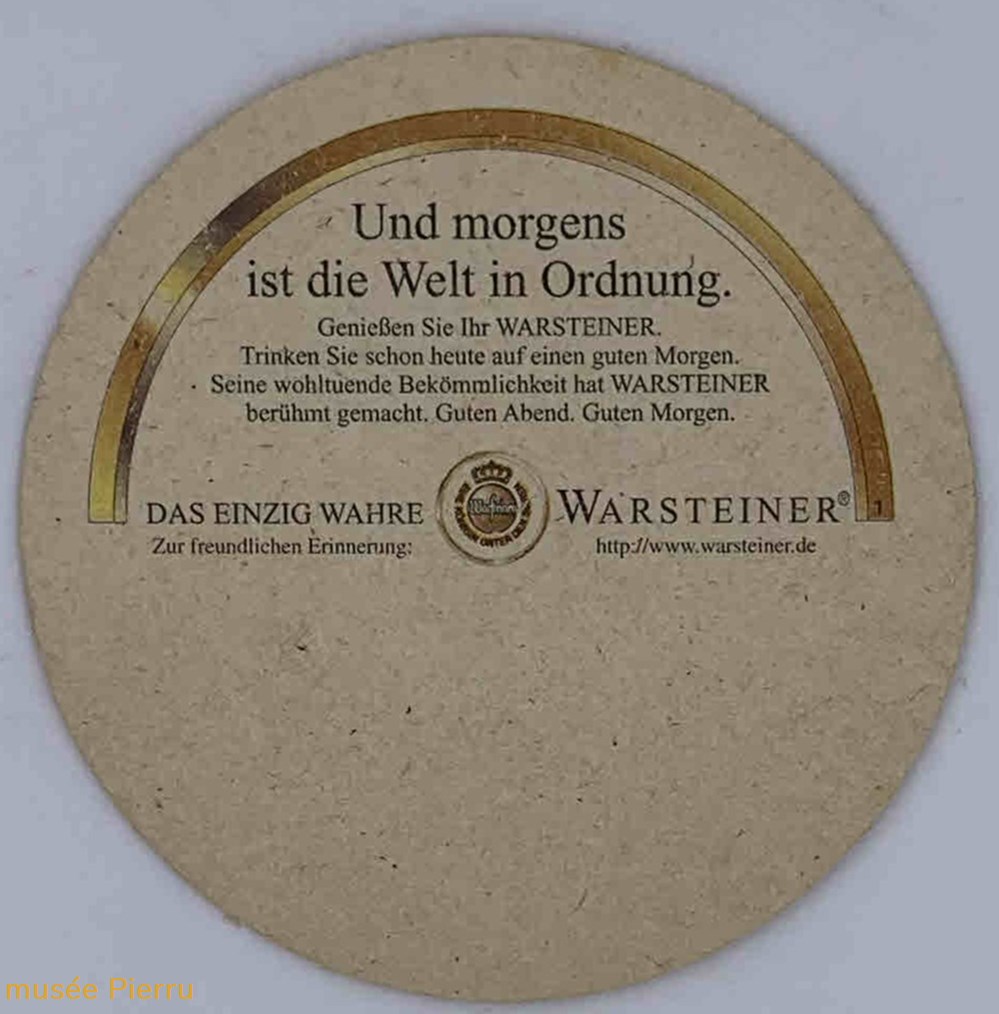 Und morgens
ist die Welt in Ordnung.
Genießen Sie Ihr WARSTEINER.
Trinken Sie schon heute auf einen guten Morgen.
Seine wohltuende Bekömmlichkeit hat WARSTEINER
berühmt gemacht. Guten Abend. Guten Morgen.
DAS EINZIG WAHRE Warsteiner WARSTEINER® 1
Zur freundlichen Erinnerung: http://www.warsteiner.de
musée Pierru